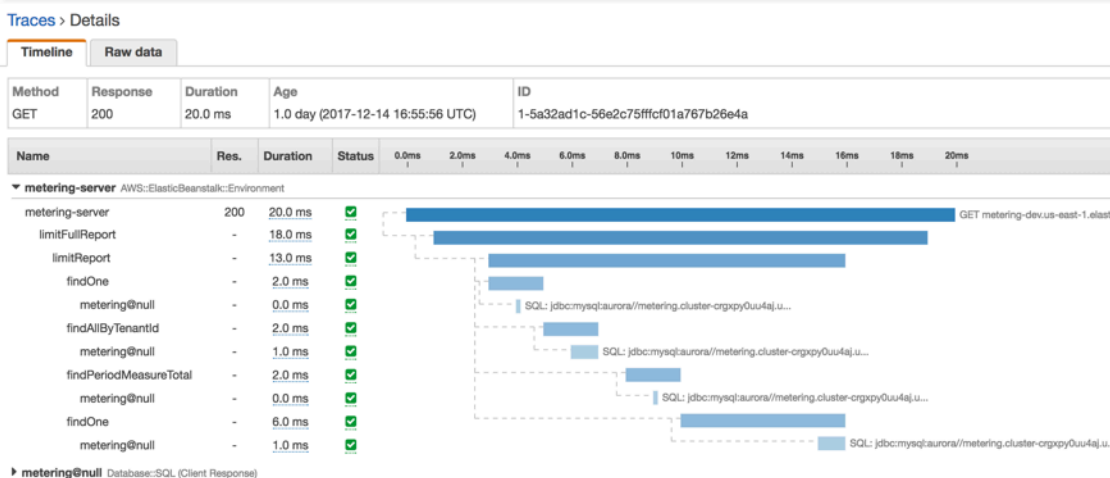 Traces > Details
Timeline Raw data
Method Response Duration Age ID
GET 200 20.0 ms 1.0 day (2017-12-14 16:55:56 UTC) 1-5a32ad1c-56e2c75fffcf01a767b26e4a
Name Res. Duration Status 0.0ms 2.0ms 4.0ms 6.0ms 8.0ms 10ms 12ms 14ms 16ms 18ms 20ms
metering-server AWS::ElasticBeanstalk::Environment
metering-server 200 20.0 ms GET metering-dev.us-east-1.elast
limitFullReport - 18.0 ms
limitReport - 13.0 ms
findOne - 2.0 ms
metering@null - 0.0 ms SQL: jdbc:mysql:aurora//metering.cluster-crgxpy0uu4aj.u...
findAllByTenantId - 2.0 ms
metering@null - 1.0 ms SQL: jdbc:mysql:aurora//metering.cluster-crgxpy0uu4aj.u...
findPeriodMeasureTotal - 2.0 ms
metering@null - 0.0 ms SQL: jdbc:mysql:aurora//metering.cluster-crgxpy0uu4aj.u...
findOne - 6.0 ms
metering@null - 1.0 ms SQL: jdbc:mysql:aurora//metering.cluster-crgxpy0uu4aj.u.
metering@null Database::SQL (Client Response)